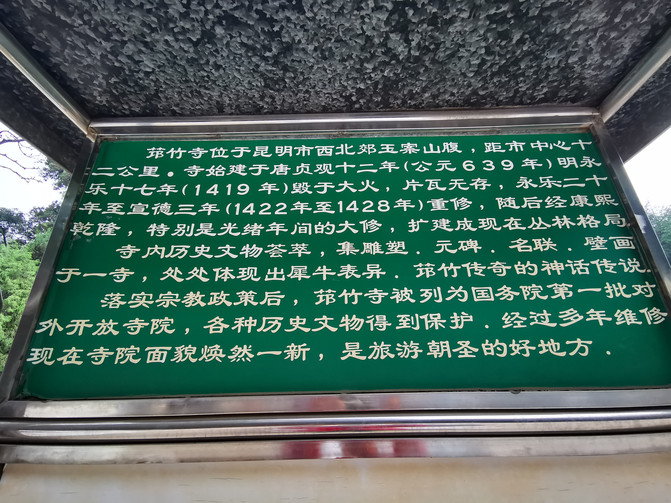 筇竹寺位于昆明市西北郊玉案山腹，距市中心十
二公里。寺始建于唐贞观十二年(公元639年)明永
乐十七年(1419年)毁于大火，片瓦无存，永乐二十
年至宣德三年(1422年至1428年)重修，随后经康熙
乾隆，特别是光绪年间的大修，扩建成现在丛林格局.
寺内历史文物荟萃，集雕塑.元碑.名联.壁画
于一寺，处处体现出犀牛表异.筇竹传奇的神话传说.
落实宗教政策后，筇竹寺被列为国务院第一批对
外开放寺院，各种历史文物得到保护.经过多年维修
现在寺院面貌焕然一新，是旅游朝圣的好地方.